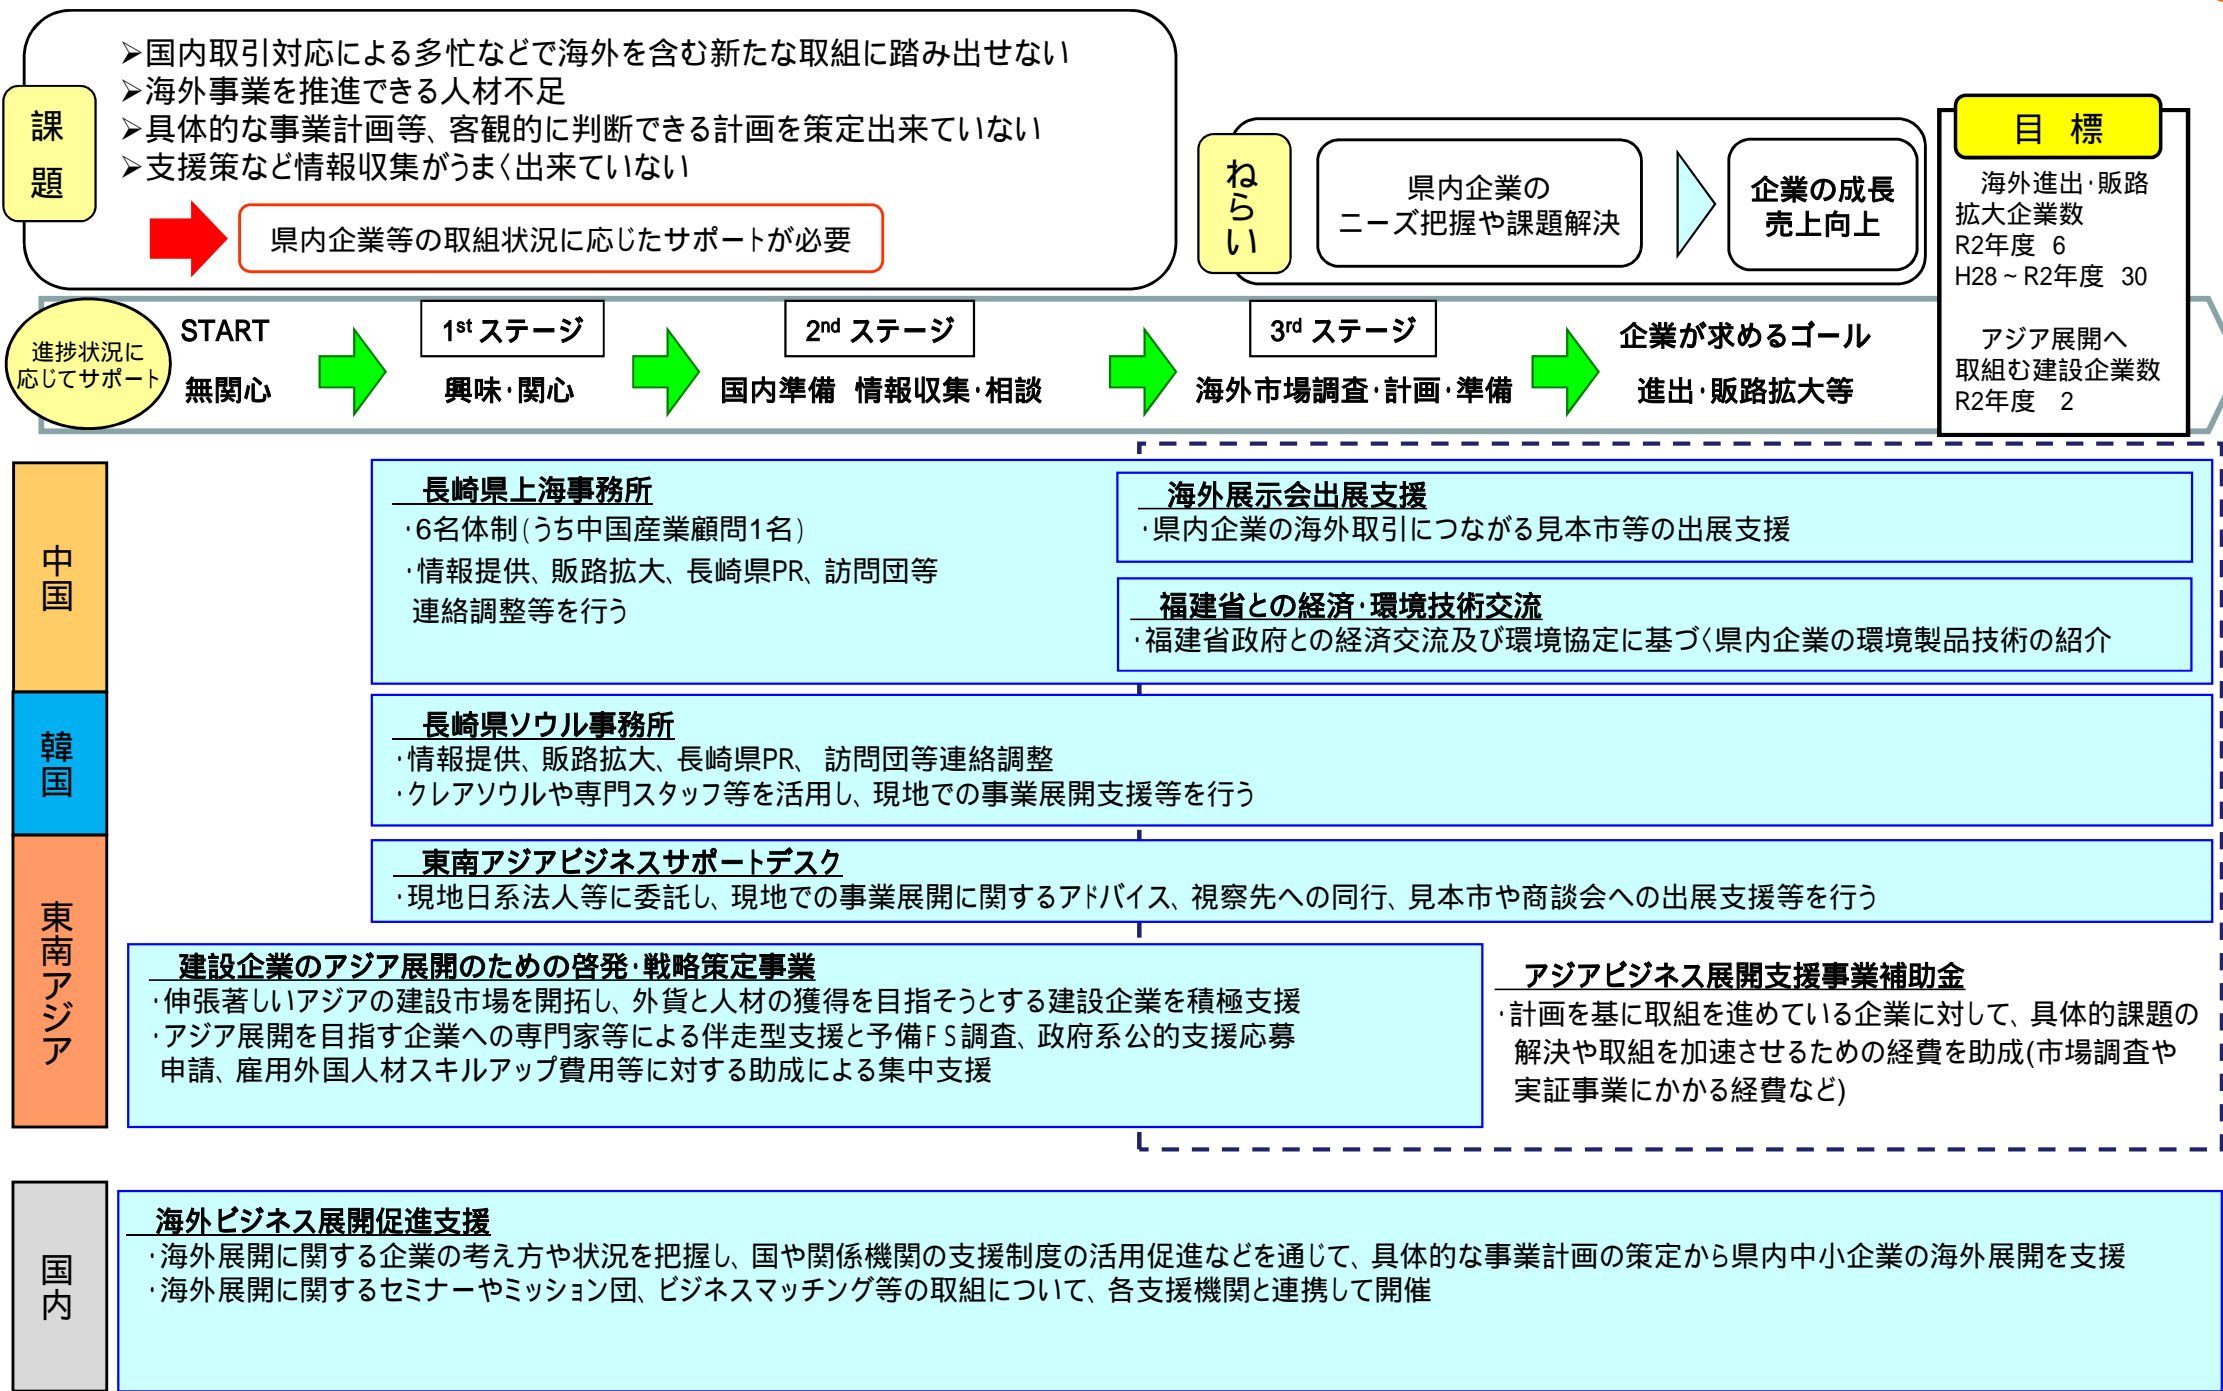 ➢国内取引対応による多忙などで海外を含む新たな取組に踏み出せない
➢海外事業を推進できる人材不足
➢具体的な事業計画等、客観的に判断できる計画を策定出来ていない
➢支援策など情報収集がうまく出来ていない
課題
県内企業等の取組状況に応じたサポートが必要
ねらい
県内企業の
ニーズ把握や課題解決
企業の成長
売上向上
目 標
海外進出・販路
拡大企業数
R2年度 6
H28～R2年度 30
アジア展開へ
取組む建設企業数
R2年度 2
進捗状況に
応じてサポート
START
無関心
1st ステージ
興味・関心
2nd ステージ
国内準備 情報収集・相談
3rd ステージ
海外市場調査・計画・準備
企業が求めるゴール
進出・販路拡大等
中国
長崎県上海事務所
・6名体制(うち中国産業顧問1名)
・情報提供、販路拡大、長崎県PR、訪問団等
連絡調整等を行う
海外展示会出展支援
・県内企業の海外取引につながる見本市等の出展支援
福建省との経済・環境技術交流
・福建省政府との経済交流及び環境協定に基づく県内企業の環境製品技術の紹介
韓国
長崎県ソウル事務所
・情報提供、販路拡大、長崎県PR、 訪問団等連絡調整
・クレアソウルや専門スタッフ等を活用し、現地での事業展開支援等を行う
東南アジア
東南アジアビジネスサポートデスク
・現地日系法人等に委託し、現地での事業展開に関するアドバイス、視察先への同行、見本市や商談会への出展支援等を行う
建設企業のアジア展開のための啓発・戦略策定事業
・伸張著しいアジアの建設市場を開拓し、外貨と人材の獲得を目指そうとする建設企業を積極支援
・アジア展開を目指す企業への専門家等による伴走型支援と予備FS調査、政府系公的支援応募
申請、雇用外国人材スキルアップ費用等に対する助成による集中支援
アジアビジネス展開支援事業補助金
・計画を基に取組を進めている企業に対して、具体的課題の
解決や取組を加速させるための経費を助成(市場調査や
実証事業にかかる経費など)
国内
海外ビジネス展開促進支援
・海外展開に関する企業の考え方や状況を把握し、国や関係機関の支援制度の活用促進などを通じて、具体的な事業計画の策定から県内中小企業の海外展開を支援
・海外展開に関するセミナーやミッション団、ビジネスマッチング等の取組について、各支援機関と連携して開催